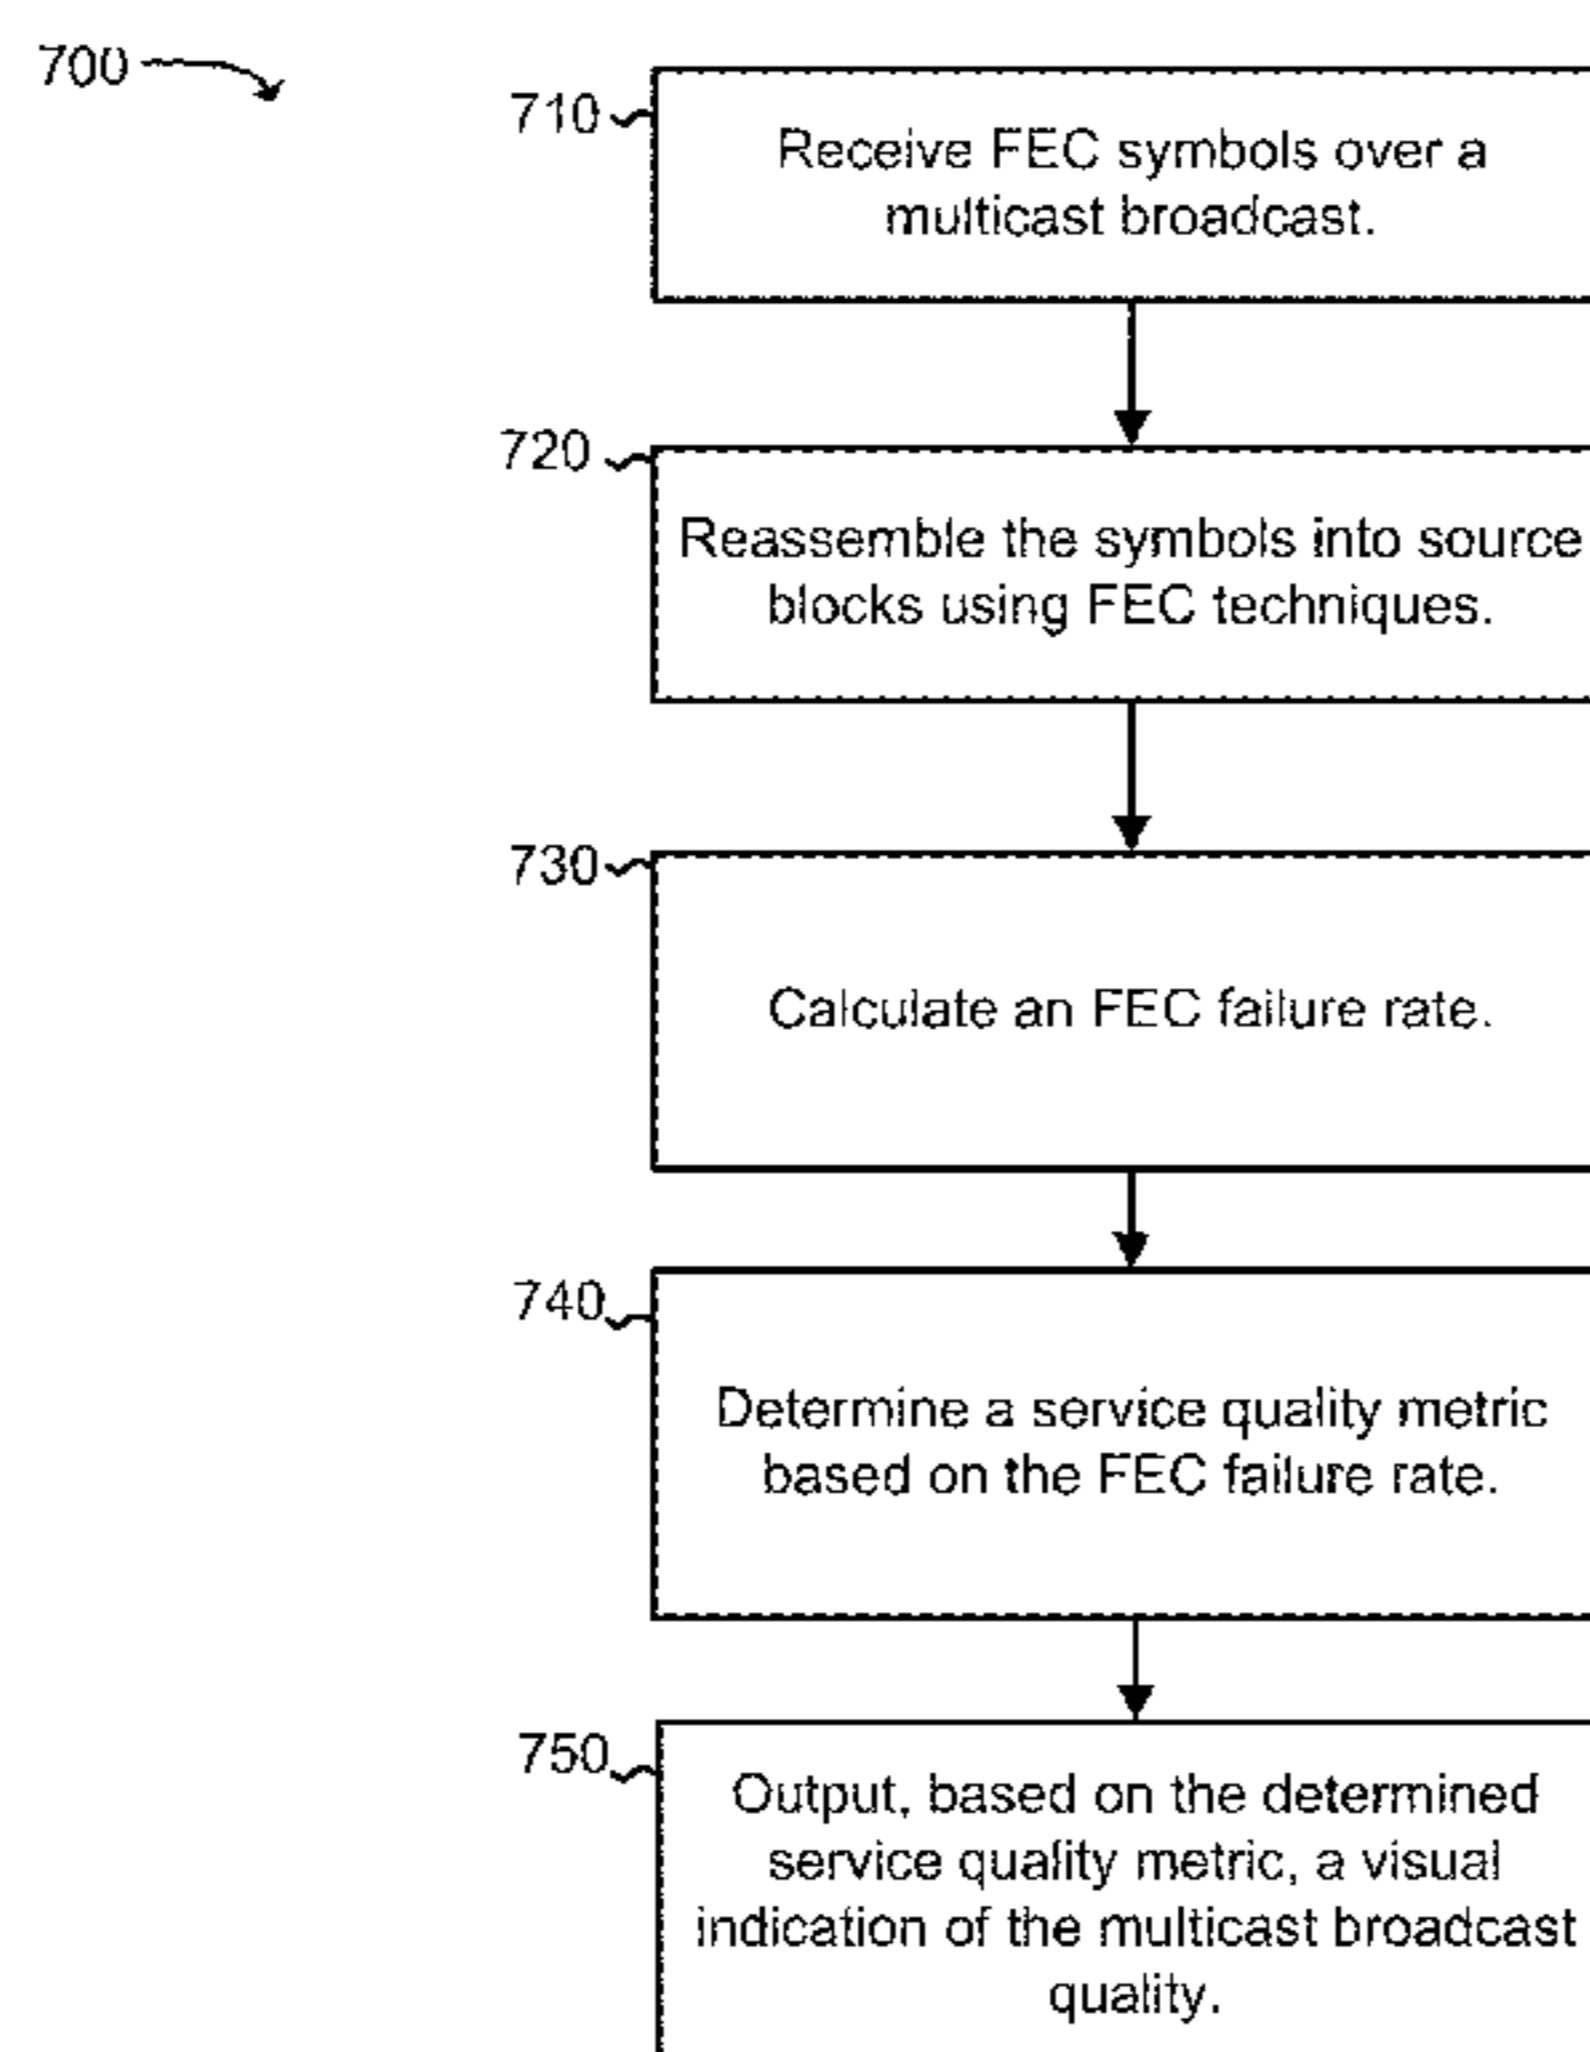 700
710
Receive FEC symbols over a
multicast broadcast.
720
Reassemble the symbols into source
blocks using FEC techniques.
730
Calculate an FEC failure rate.
740
Determine a service quality metric
based on the FEC failure rate.
750
Output, based on the determined
service quality metric, a visual
indication of the multicast broadcast
quality.